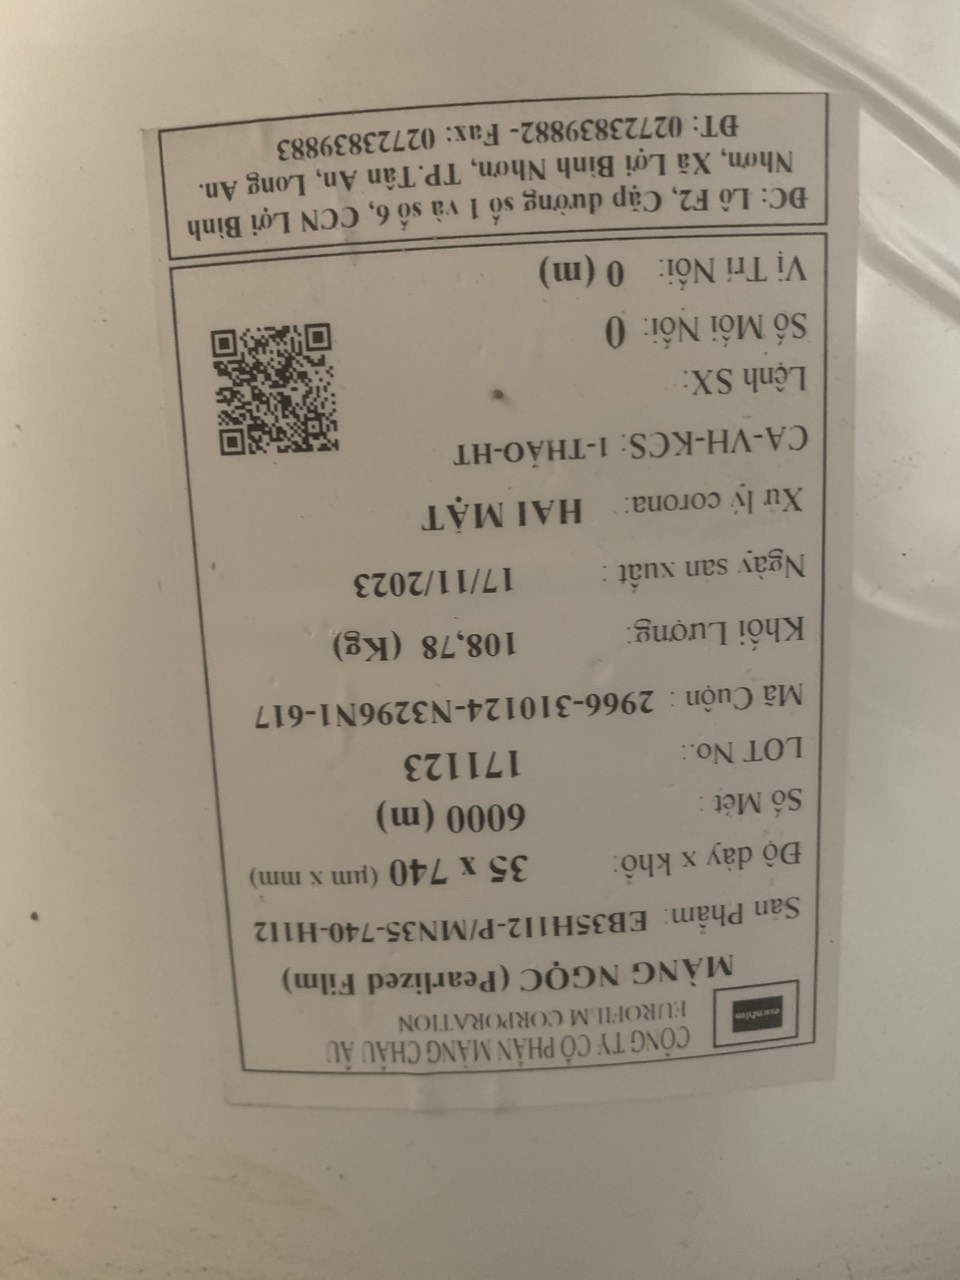 CÔNG TY CỔ PHẦN MÀNG CHÂU ÂU
EUROFILM CORPORATION
MÀNG NGỌC (Pearlized Film)
Sản Phẩm: EB35H112-P/MN35-740-H112
Độ dày x khổ: 35 x 740 (µm x mm)
Số Mét : 6000 (m)
LOT No.: 171123
Mã Cuộn : 2966-310124-N3296N1-617
Khối Lượng: 108,78 (Kg)
Ngày sản xuất : 17/11/2023
Xử lý corona: HAI MẶT
CA-VH-KCS: 1-THẢO-HT
Lệnh SX:
Số Mối Nối: 0
Vị Trí Nối: 0 (m)
ĐC: Lô F2, Cặp đường số 1 và số 6, CCN Lợi Bình
Nhơn, Xã Lợi Bình Nhơn, TP.Tân An, Long An.
ĐT: 02723839882- Fax: 02723839883